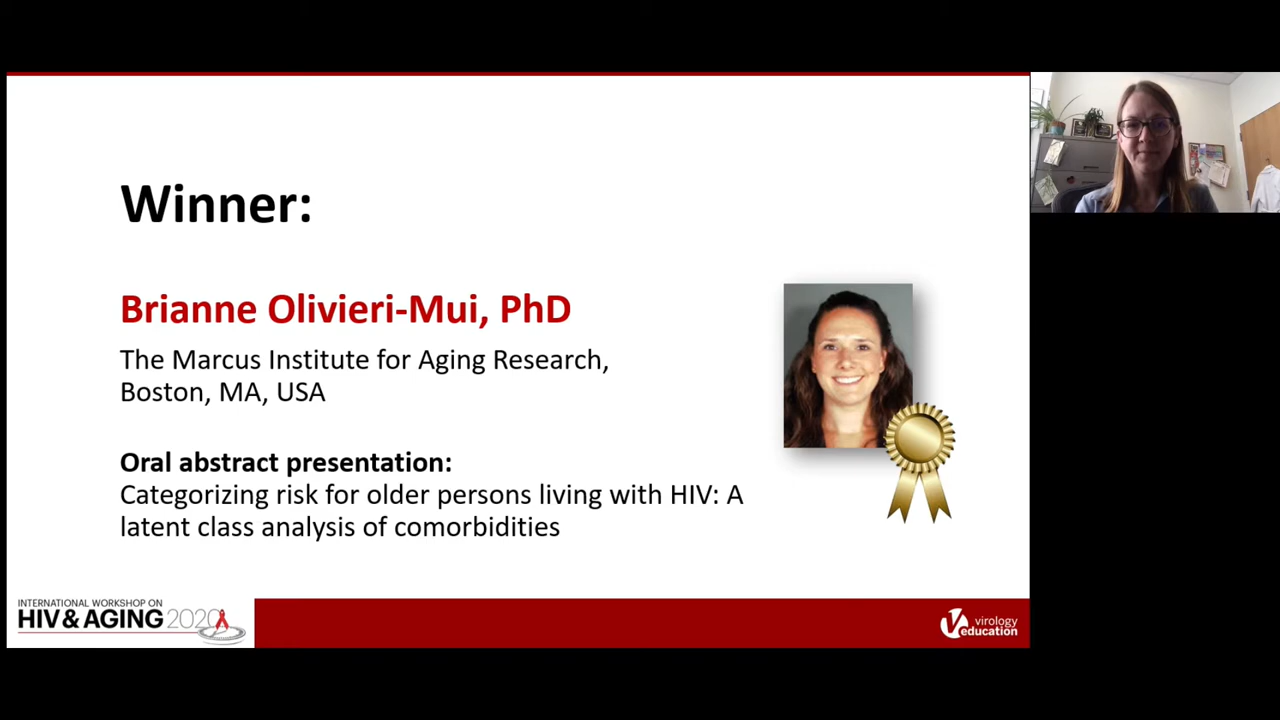 Winner:
Brianne Olivieri-Mui, PhD
The Marcus Institute for Aging Research,
Boston, MA, USA
Oral abstract presentation:
Categorizing risk for older persons living with HIV: A
latent class analysis of comorbidities
INTERNATIONAL WORKSHOP ON
HIV & AGING 2020
virology
education